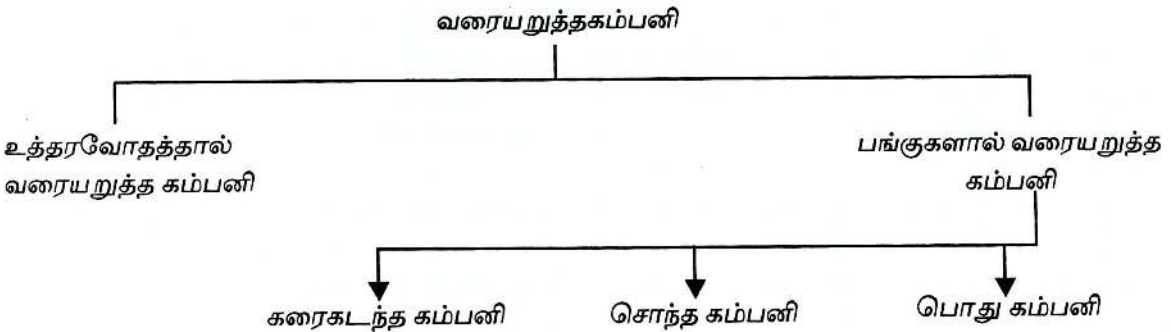 வரையறுத்தகம்பனி
உத்தரவோதத்தால்
வரையறுத்த கம்பனி
பங்குகளால் வரையறுத்த
கம்பனி
கரைகடந்த கம்பனி
சொந்த கம்பனி
பொது கம்பனி